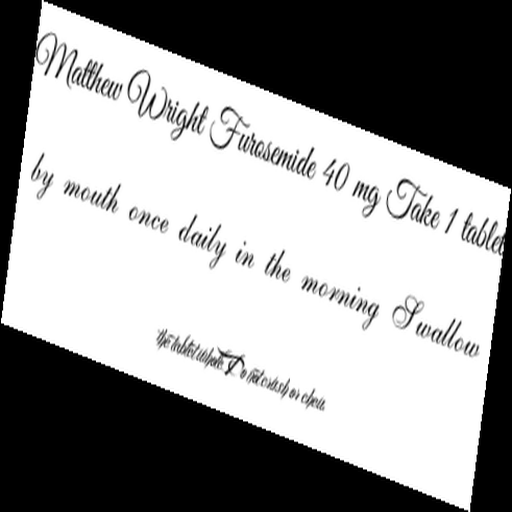 Matthew Wright Furosemide 40 mg Take 1 tablet
by mouth once daily in the morning Swallow
the tablet whole. Do not crush or chew.